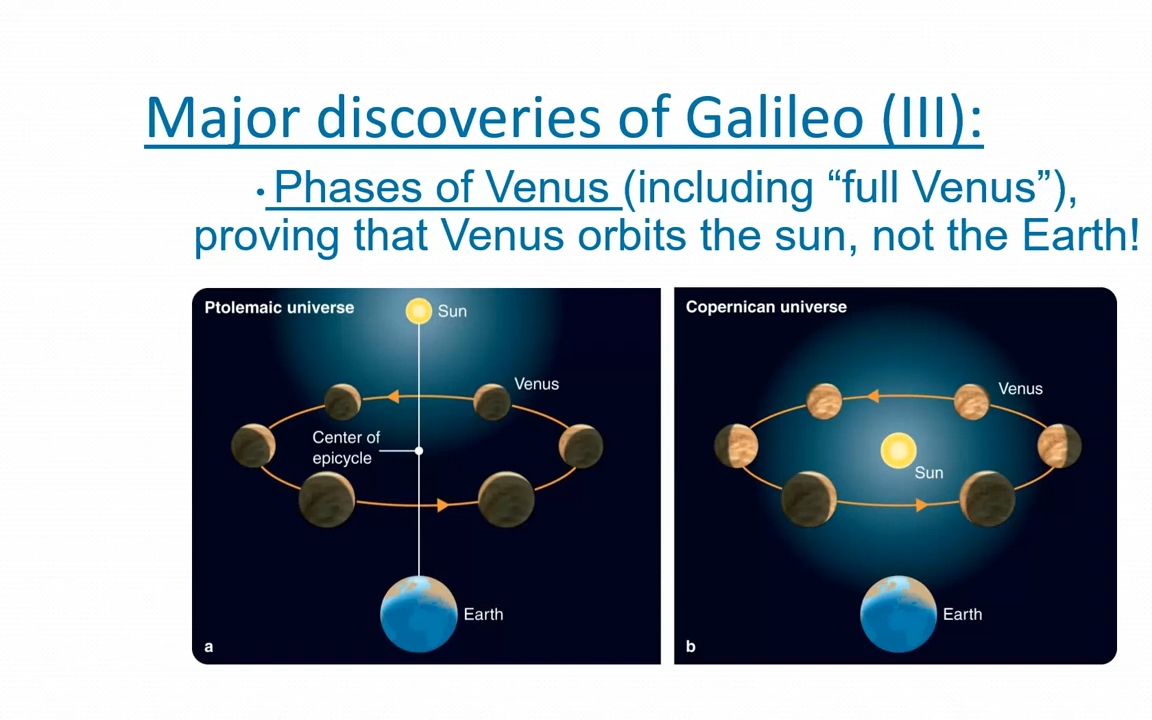 Major discoveries of Galileo (III):
• Phases of Venus (including “full Venus”),
proving that Venus orbits the sun, not the Earth!
Ptolemaic universe
Sun
Venus
Center of
epicycle
Earth
a
Copernican universe
Venus
Sun
Earth
b